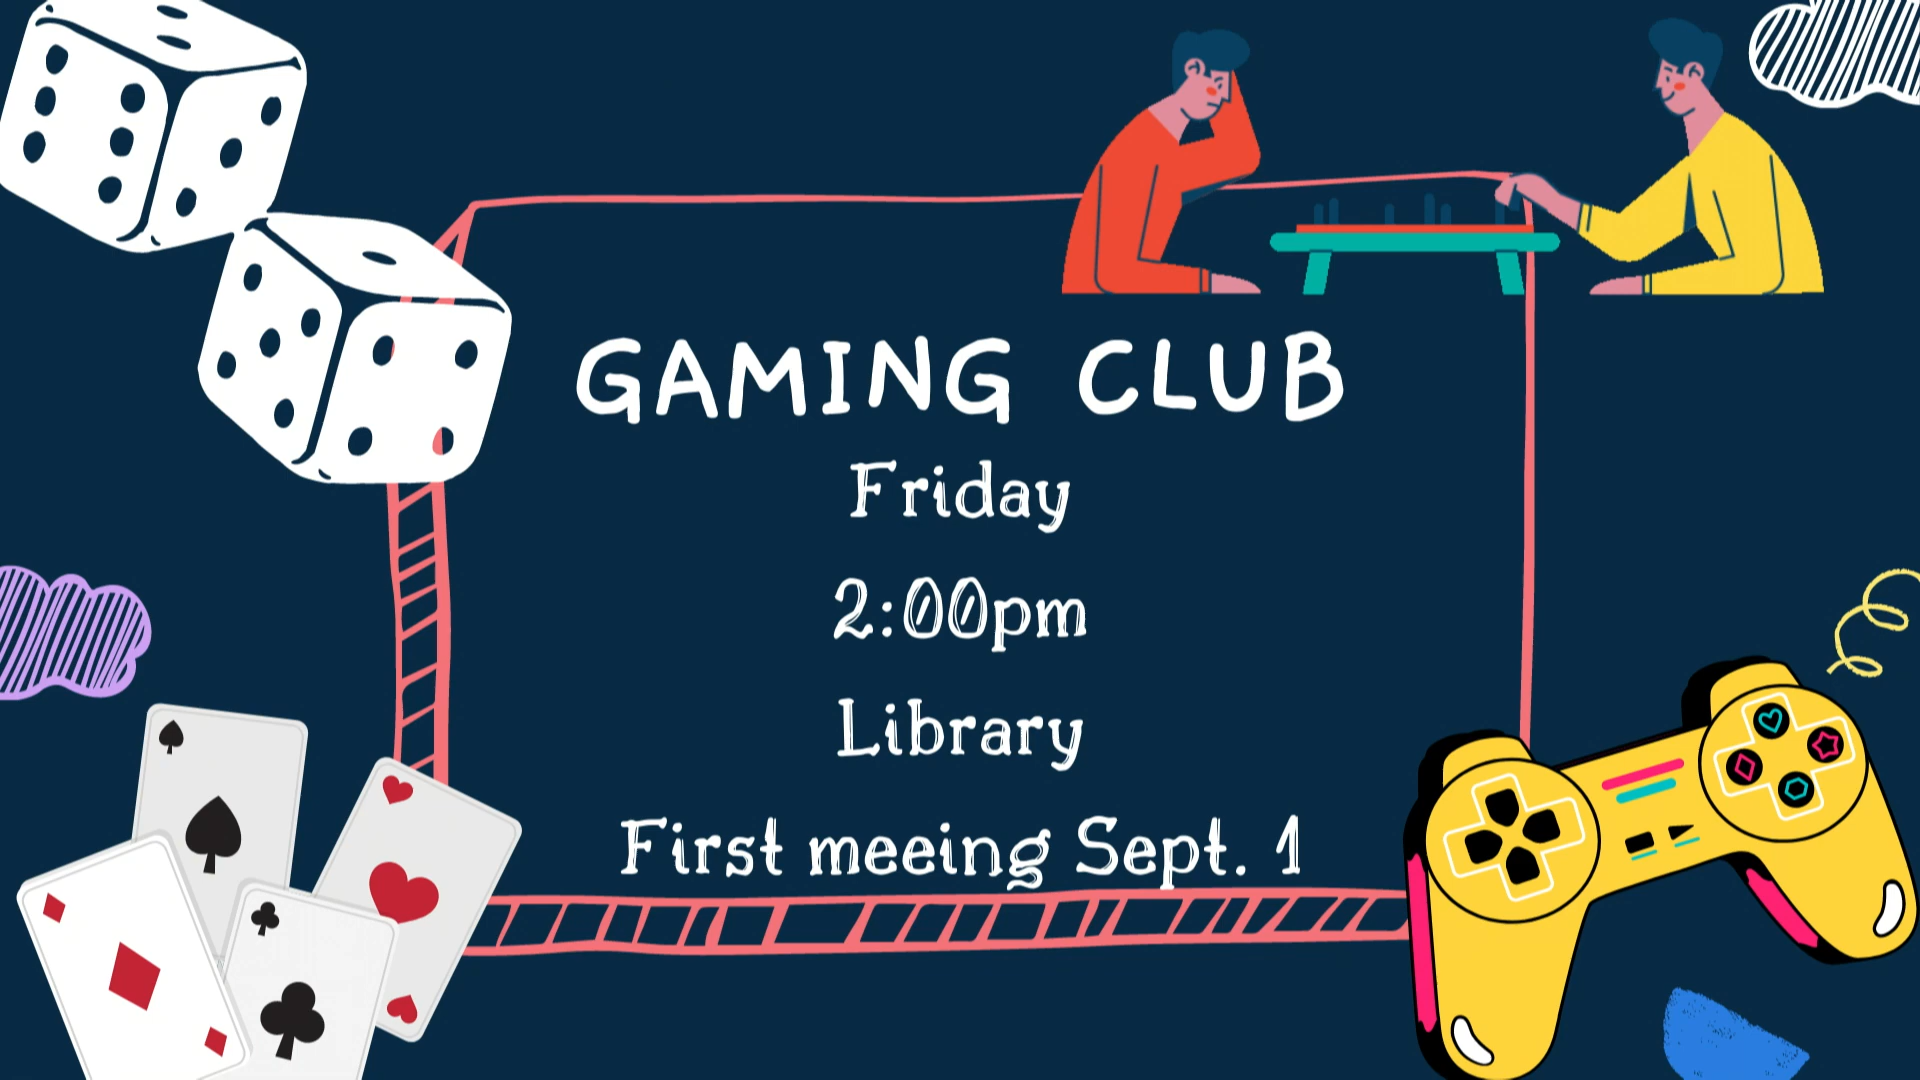 GAMING CLUB
Friday
2:00pm
Library
First meeing Sept. 1